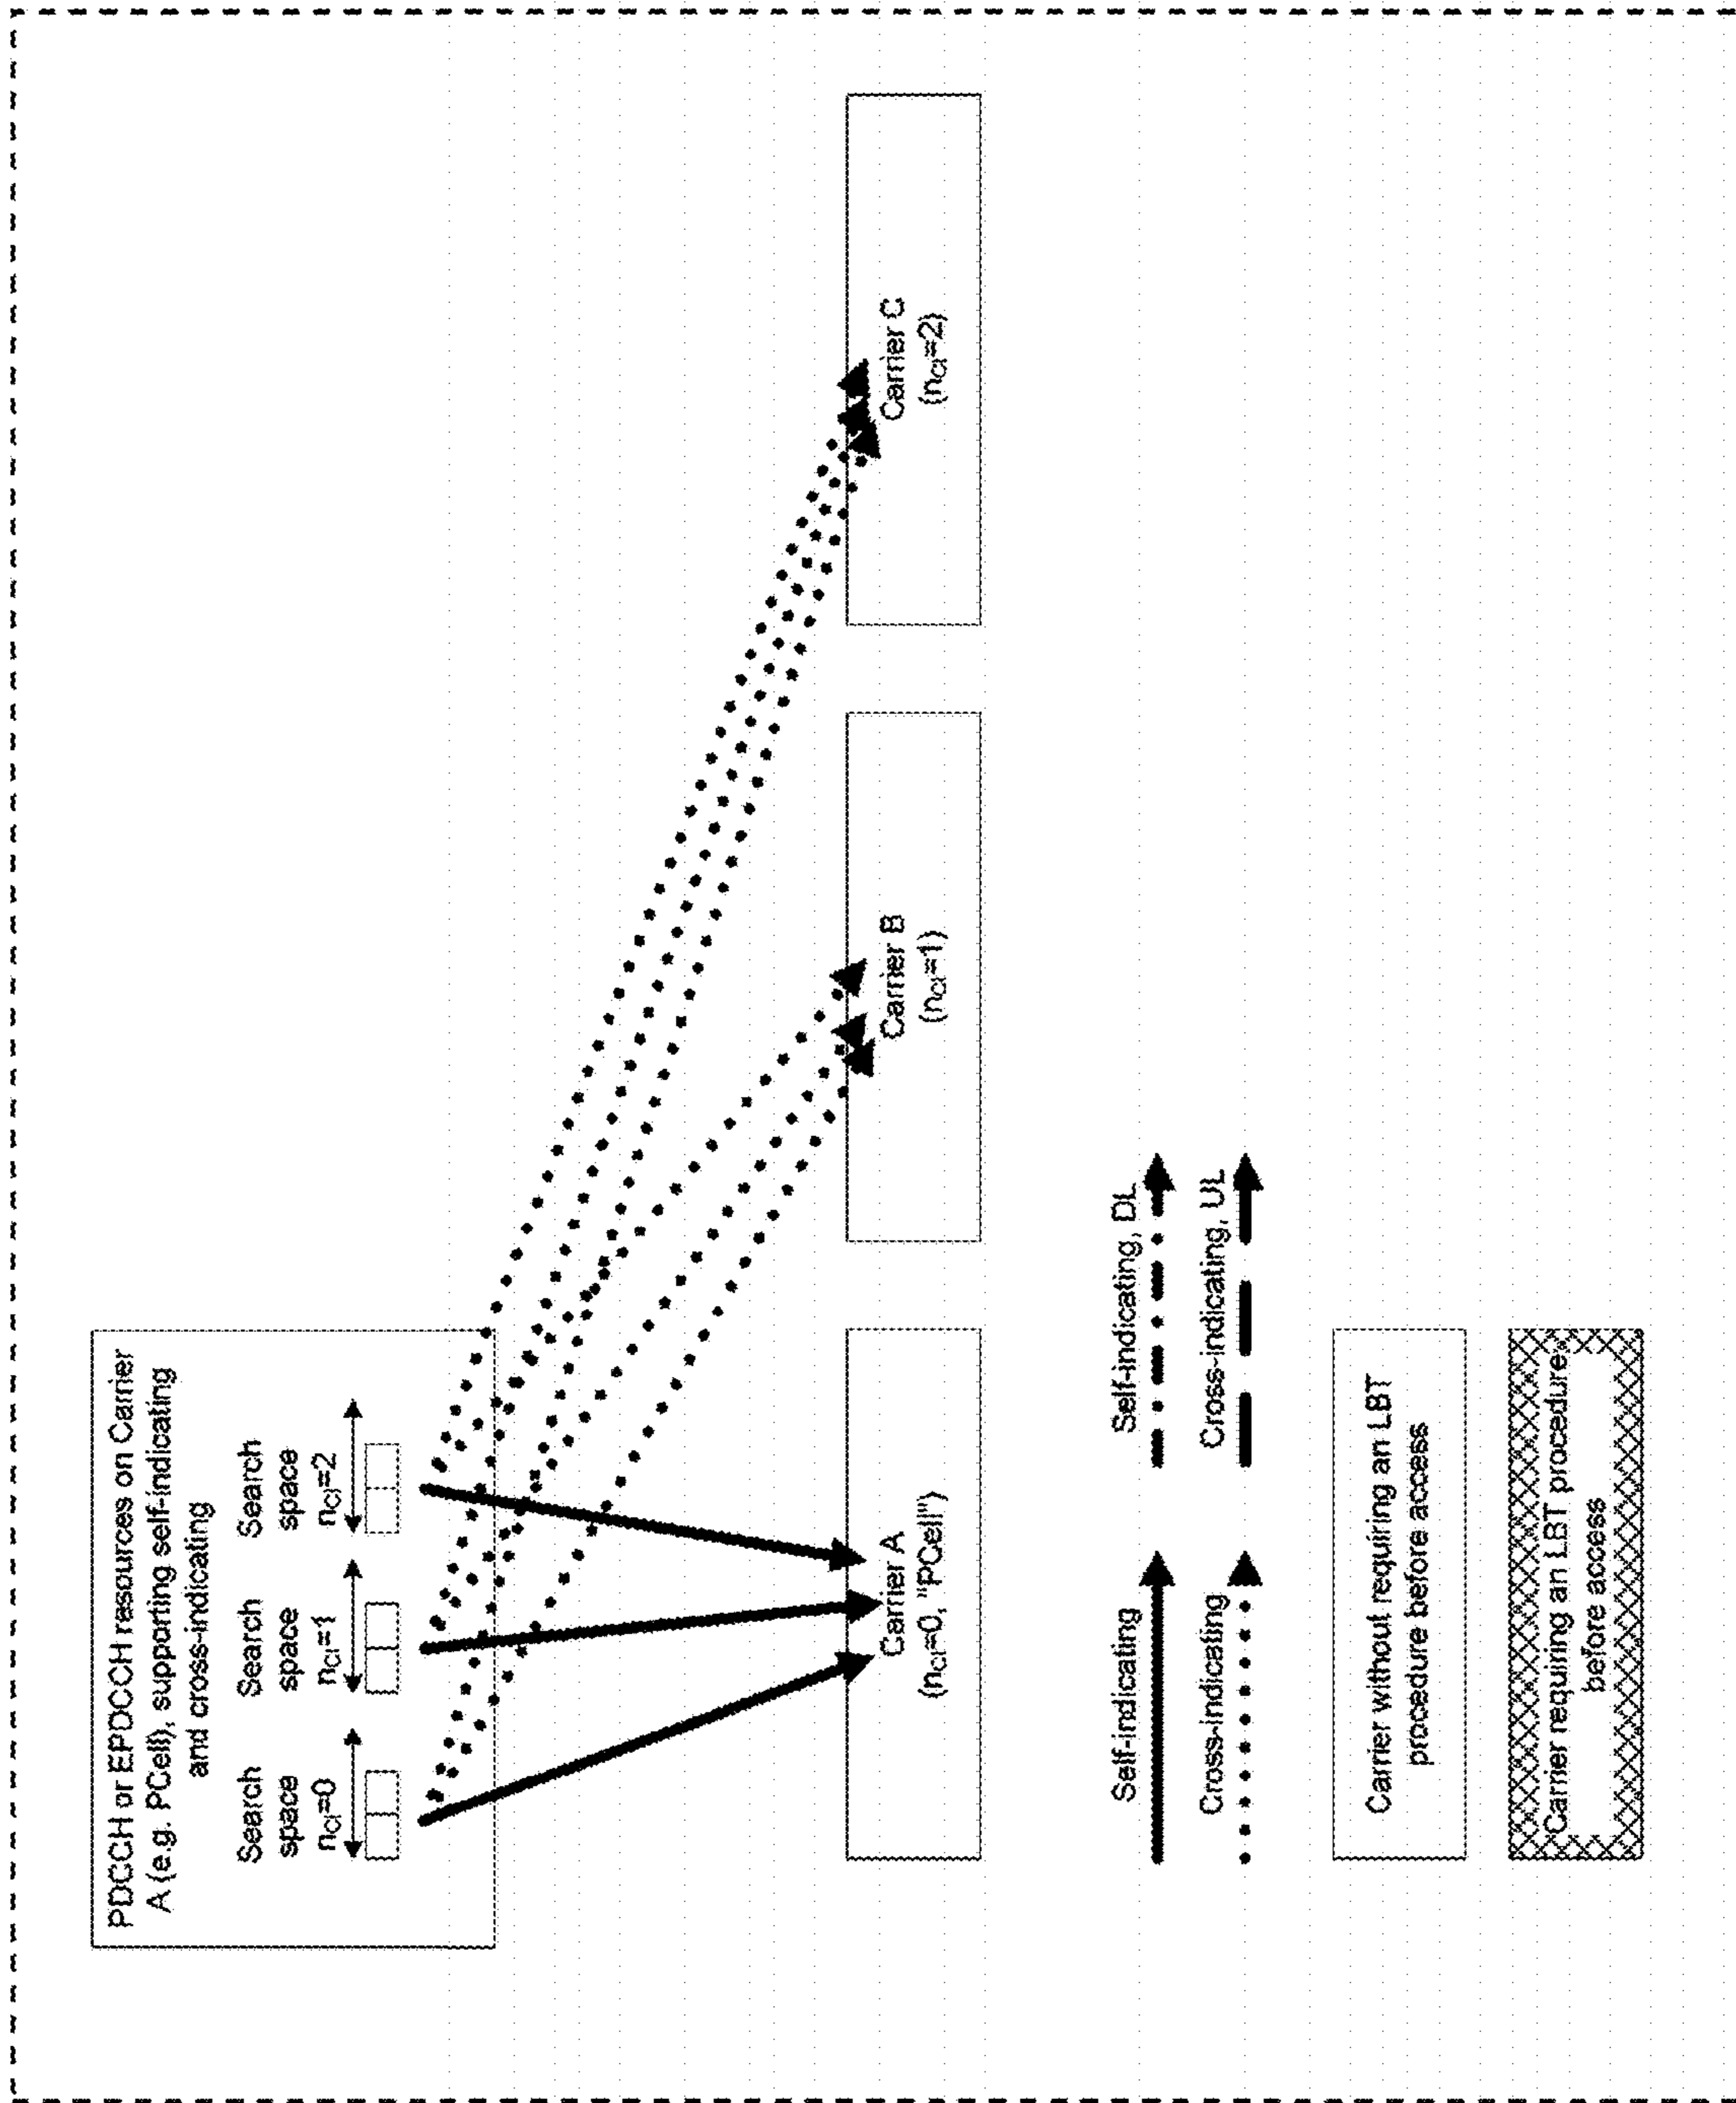 PDCCH or EPDCCH resources on Carrier
A (e.g. PCell), supporting self-indicating
and cross-indicating
Search
space
nCI=0
Search
space
nCI=1
Search
space
nCI=2
Carrier A
(nCI=0, "PCell")
Carrier B
(nCI=1)
Carrier C
(nCI=2)
Self-indicating
Self-indicating, DL
Cross-indicating
Cross-indicating, UL
Carrier without requiring an LBT
procedure before access
Carrier requiring an LBT procedure
before access